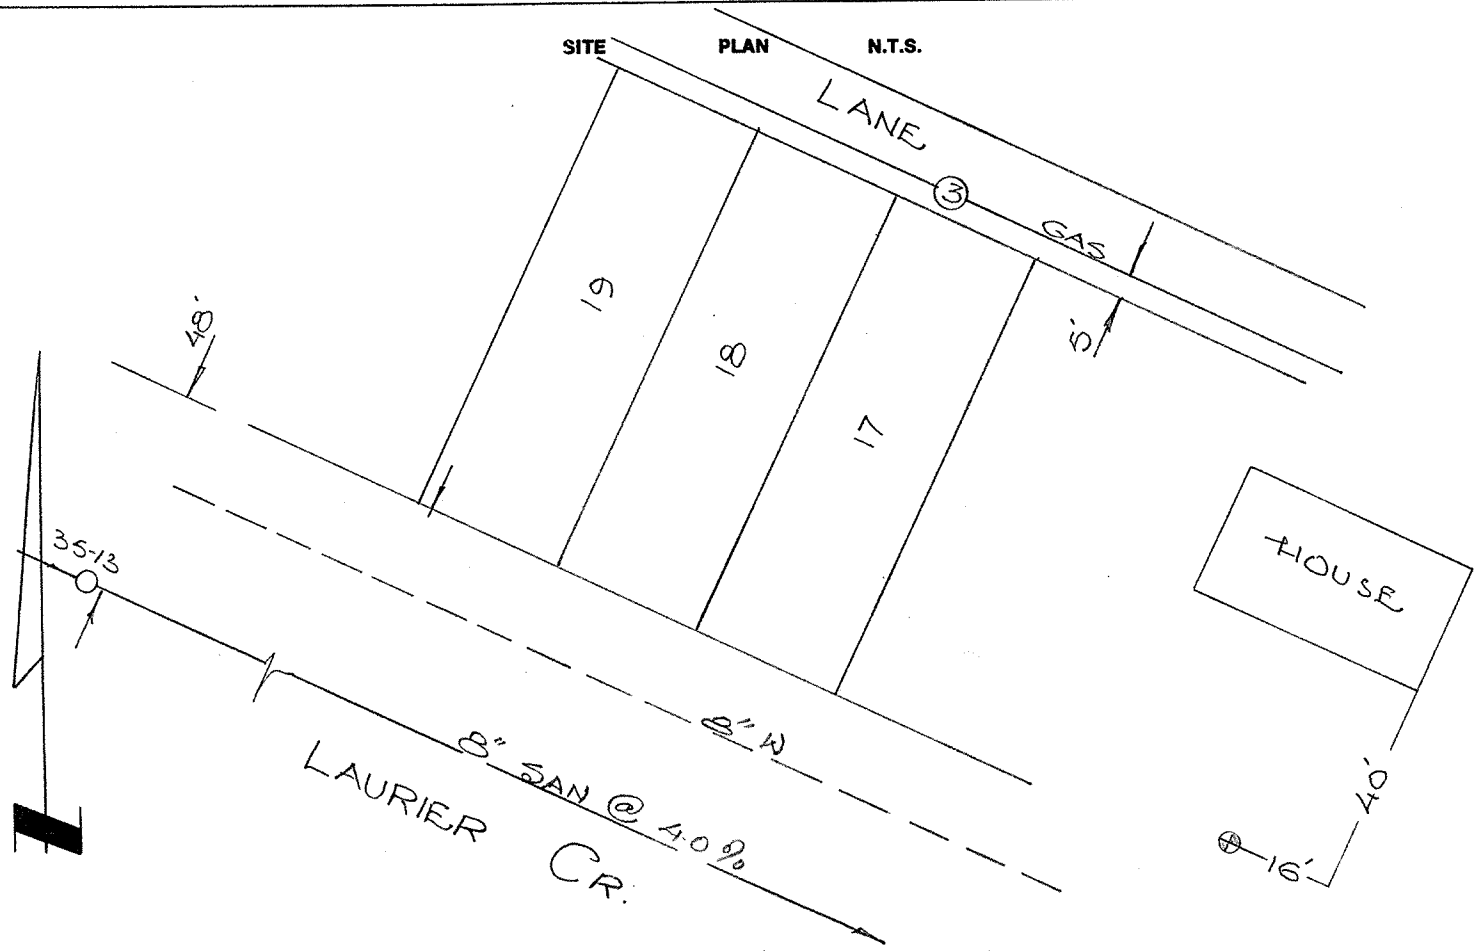 SITE PLAN N.T.S.
LANE
3
GAS
5'
19
18
17
48'
35-13
HOUSE
8" W
8" SAN @ 4.0%
LAURIER CR.
40'
16'